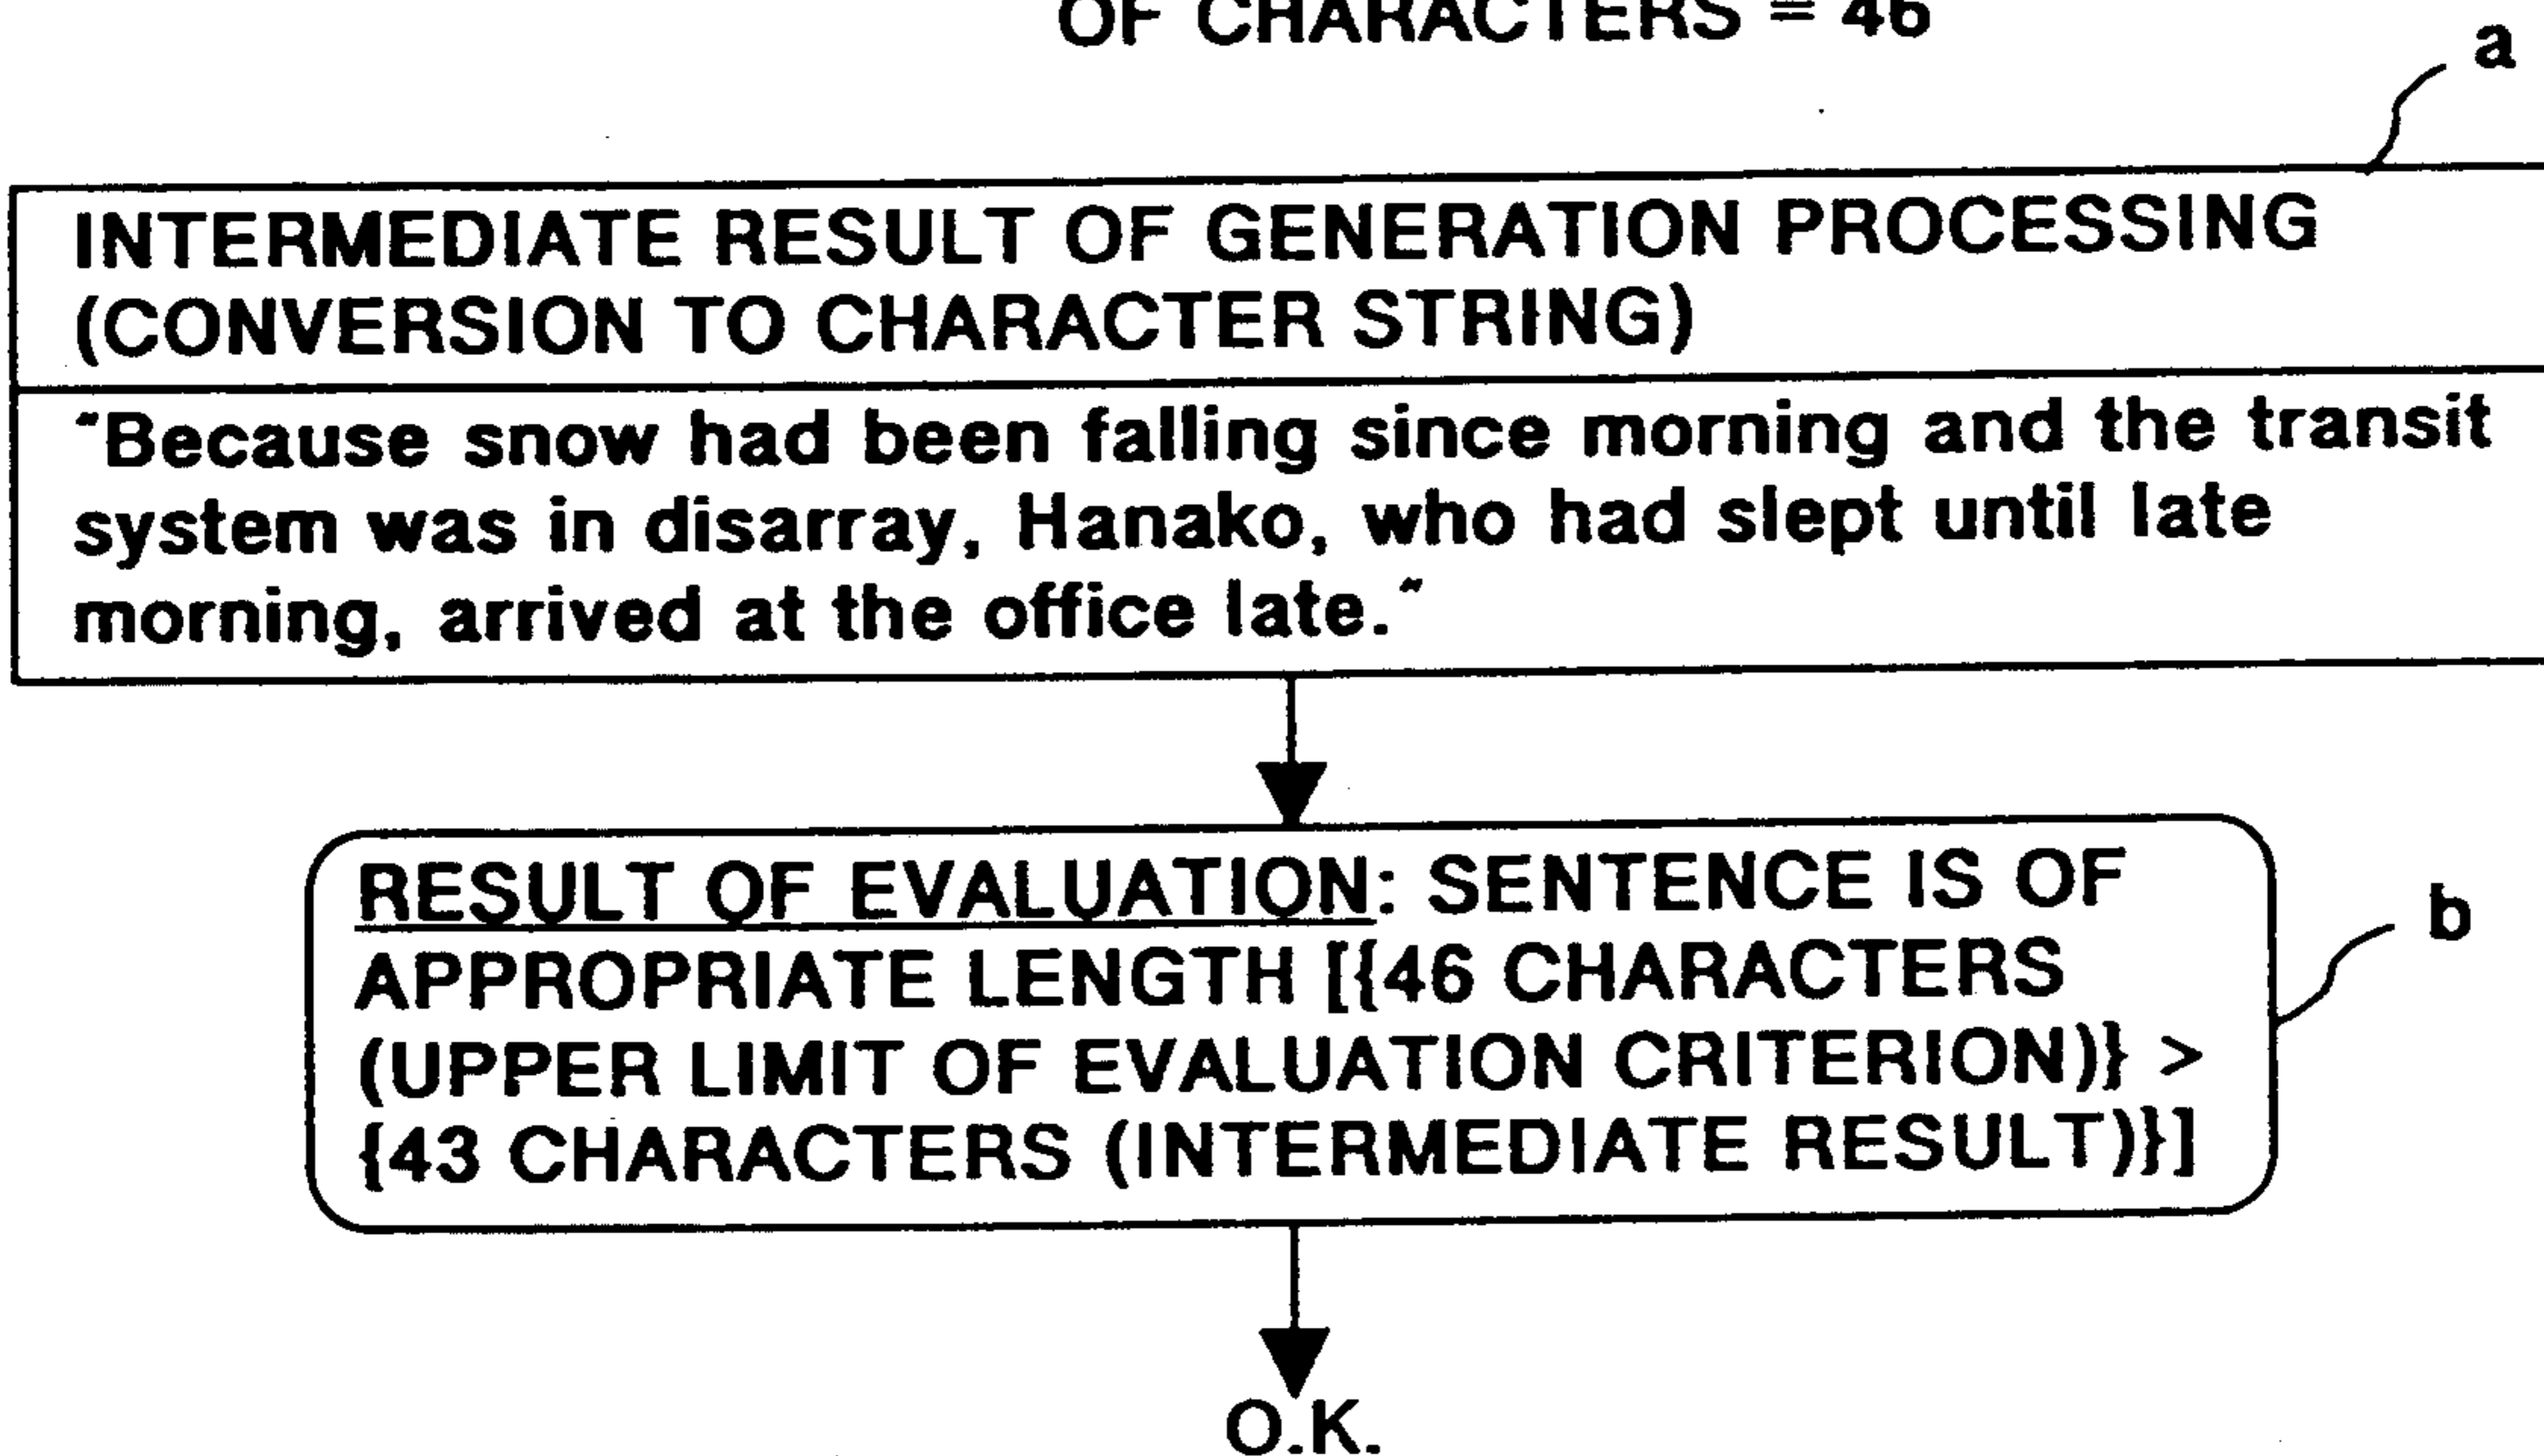 OF CHARACTERS = 46
a
INTERMEDIATE RESULT OF GENERATION PROCESSING
(CONVERSION TO CHARACTER STRING)
"Because snow had been falling since morning and the transit
system was in disarray, Hanako, who had slept until late
morning, arrived at the office late."
RESULT OF EVALUATION: SENTENCE IS OF
APPROPRIATE LENGTH [{46 CHARACTERS
b
(UPPER LIMIT OF EVALUATION CRITERION)} >
{43 CHARACTERS (INTERMEDIATE RESULT)}]
O.K.